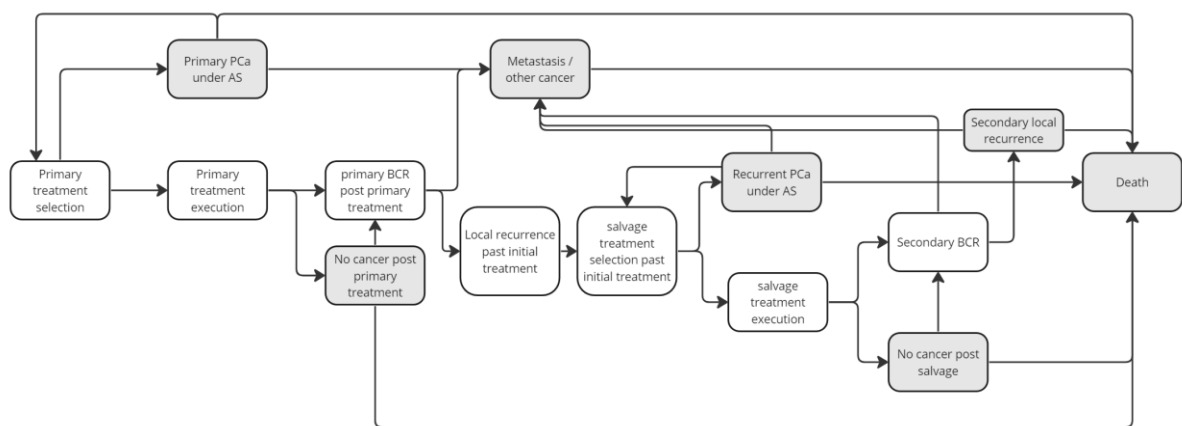 Primary PCa
under AS
Metastasis /
other cancer
Secondary local
recurrence
Primary
treatment
selection
Primary
treatment
execution
primary BCR
post primary
treatment
Recurrent PCa
under AS
Death
Local recurrence
past initial
treatment
salvage
treatment
selection past
initial treatment
Secondary BCR
No cancer post
primary
treatment
salvage
treatment
execution
No cancer post
salvage